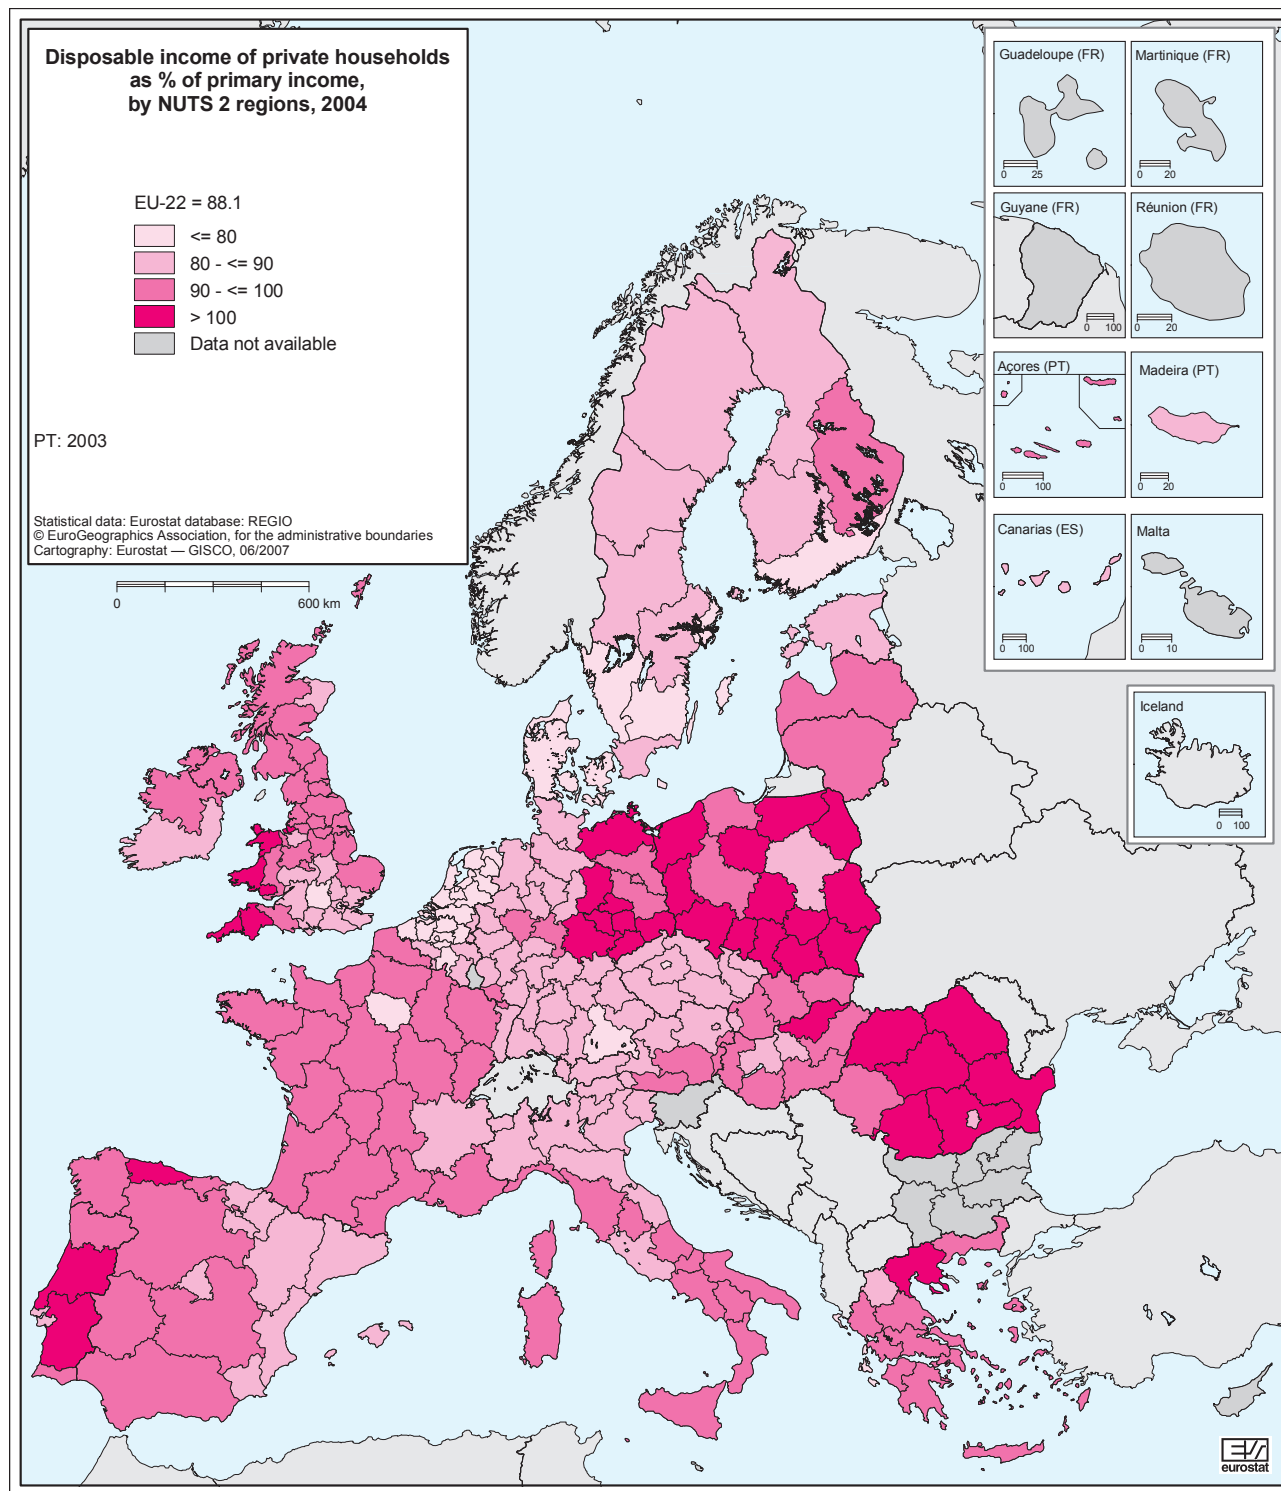 Disposable income of private households
as % of primary income,
by NUTS 2 regions, 2004
EU-22 = 88.1
<= 80
80 - <= 90
90 - <= 100
> 100
Data not available
PT: 2003
Statistical data: Eurostat database: REGIO
© EuroGeographics Association, for the administrative boundaries
Cartography: Eurostat — GISCO, 06/2007
0 600 km
Guadeloupe (FR)
0 25
Martinique (FR)
0 20
Guyane (FR)
0 100
Réunion (FR)
0 20
Açores (PT)
0 100
Madeira (PT)
0 20
Canarias (ES)
0 100
Malta
0 10
Iceland
0 100
eurostat